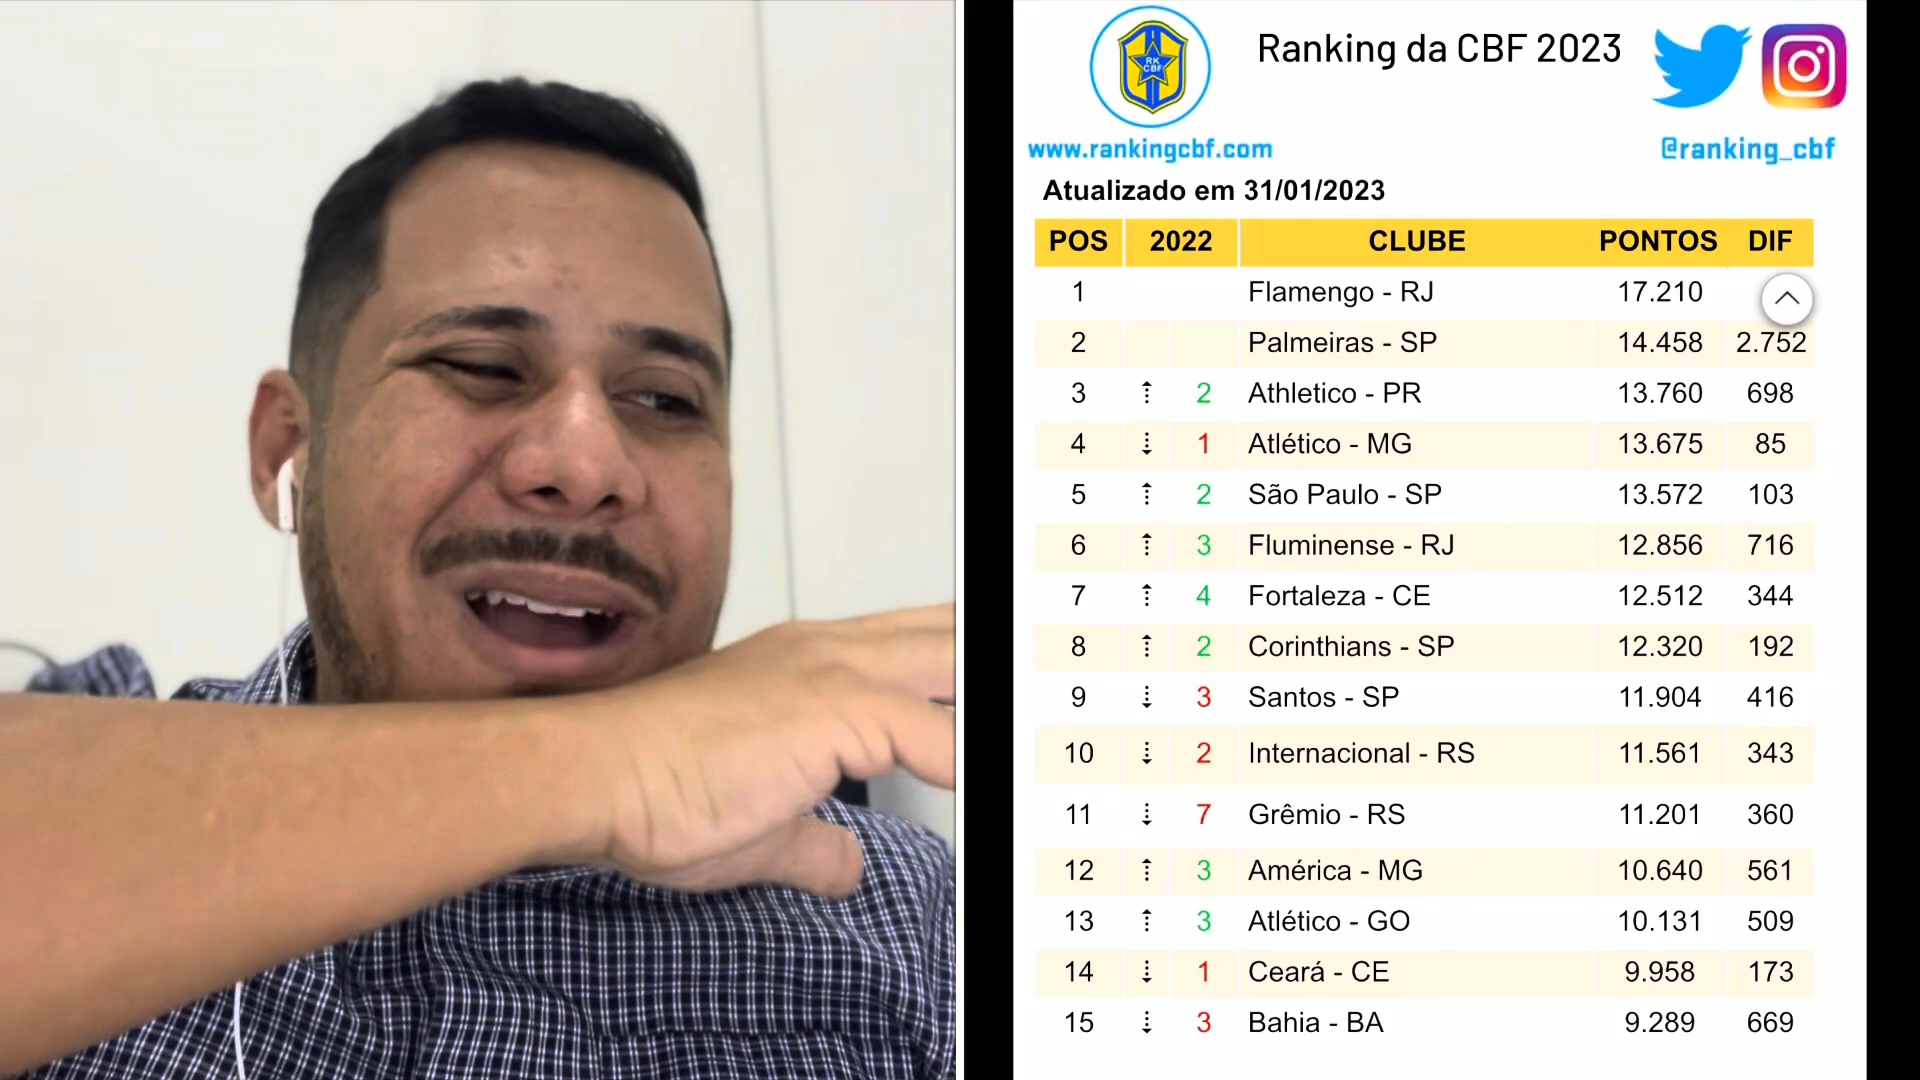 RK
CBF
Ranking da CBF 2023
www.rankingcbf.com
@ranking_cbf
Atualizado em 31/01/2023
POS 2022 CLUBE PONTOS DIF
1 Flamengo - RJ 17.210
2 Palmeiras - SP 14.458 2.752
3 2 Athletico - PR 13.760 698
4 1 Atlético - MG 13.675 85
5 2 São Paulo - SP 13.572 103
6 3 Fluminense - RJ 12.856 716
7 4 Fortaleza - CE 12.512 344
8 2 Corinthians - SP 12.320 192
9 3 Santos - SP 11.904 416
10 2 Internacional - RS 11.561 343
11 7 Grêmio - RS 11.201 360
12 3 América - MG 10.640 561
13 3 Atlético - GO 10.131 509
14 1 Ceará - CE 9.958 173
15 3 Bahia - BA 9.289 669